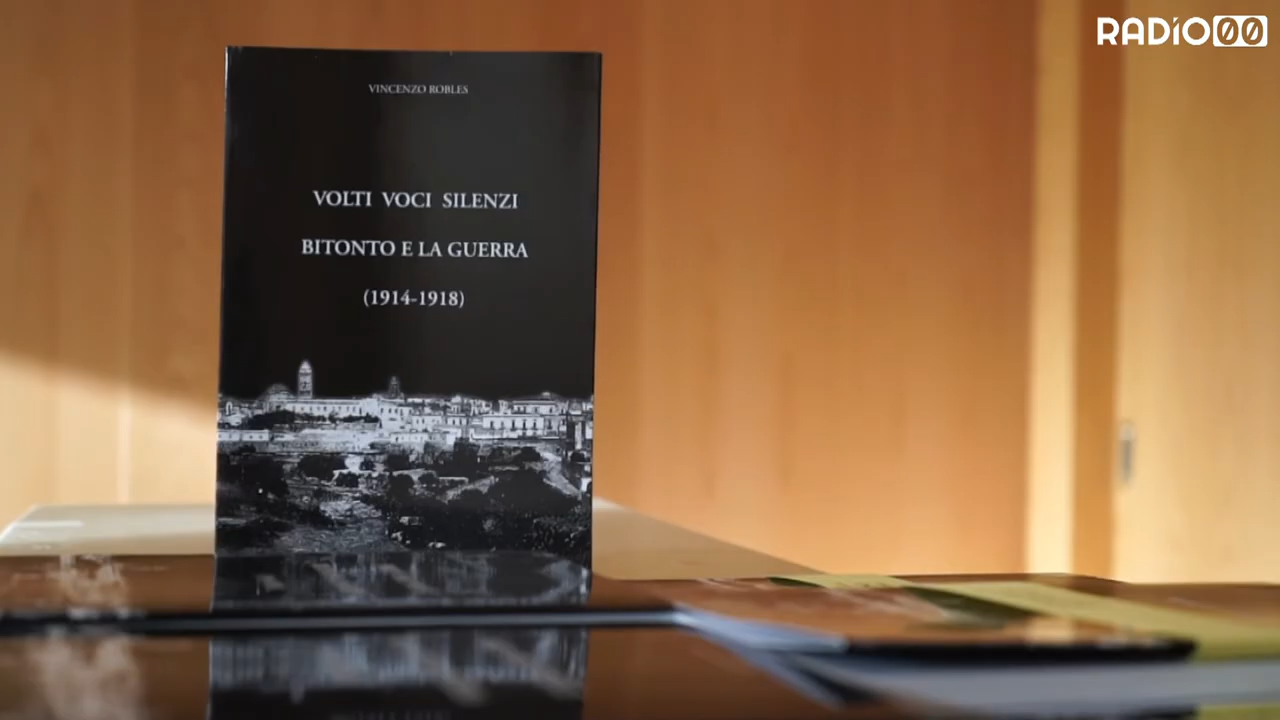 RADIO00
VINCENZO ROBLES
VOLTI VOCI SILENZI
BITONTO E LA GUERRA
(1914-1918)